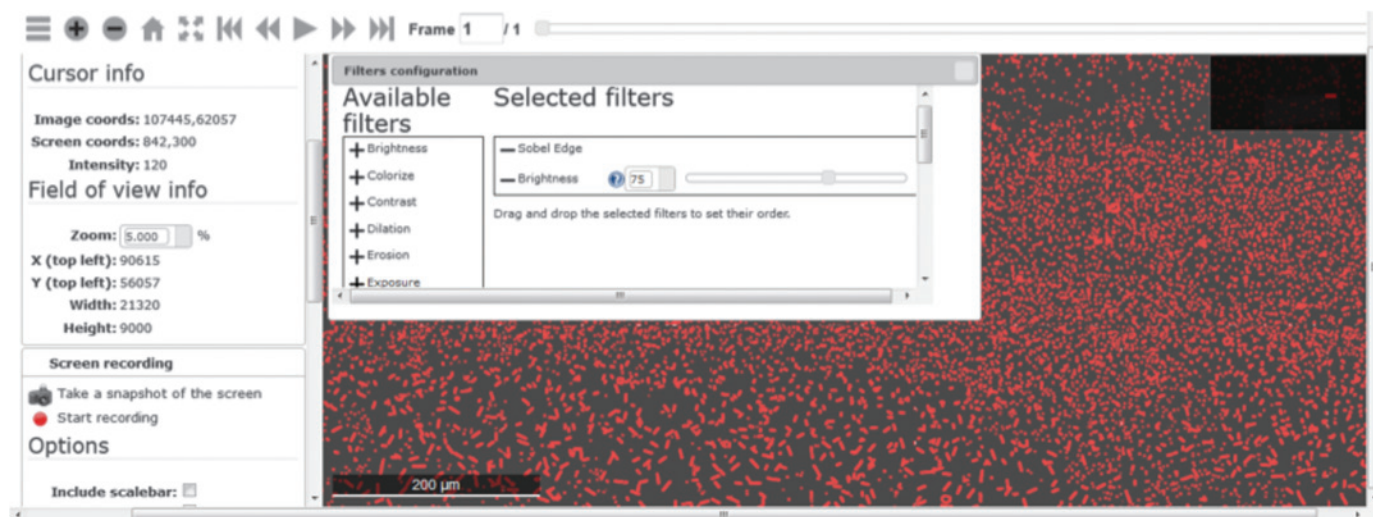 Frame 1 / 1
Cursor info
Image coords: 107445,62057
Screen coords: 842,300
Intensity: 120
Field of view info
Zoom: 5.000 %
X (top left): 90615
Y (top left): 56057
Width: 21320
Height: 9000
Screen recording
Take a snapshot of the screen
Start recording
Options
Include scalebar:
Filters configuration
Available
filters
Brightness
Colorize
Contrast
Dilation
Erosion
Exposure
Selected filters
Sobel Edge
Brightness 75
Drag and drop the selected filters to set their order.
200 µm